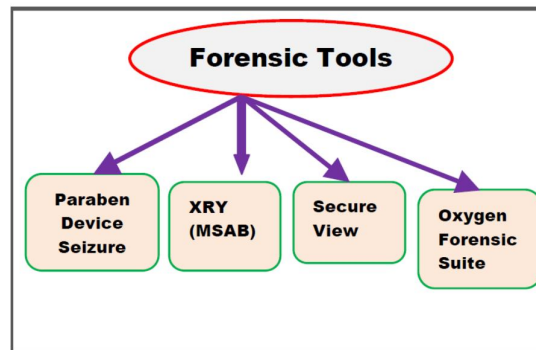 Forensic Tools
Paraben
Device
Seizure
XRY
(MSAB)
Secure
View
Oxygen
Forensic
Suite